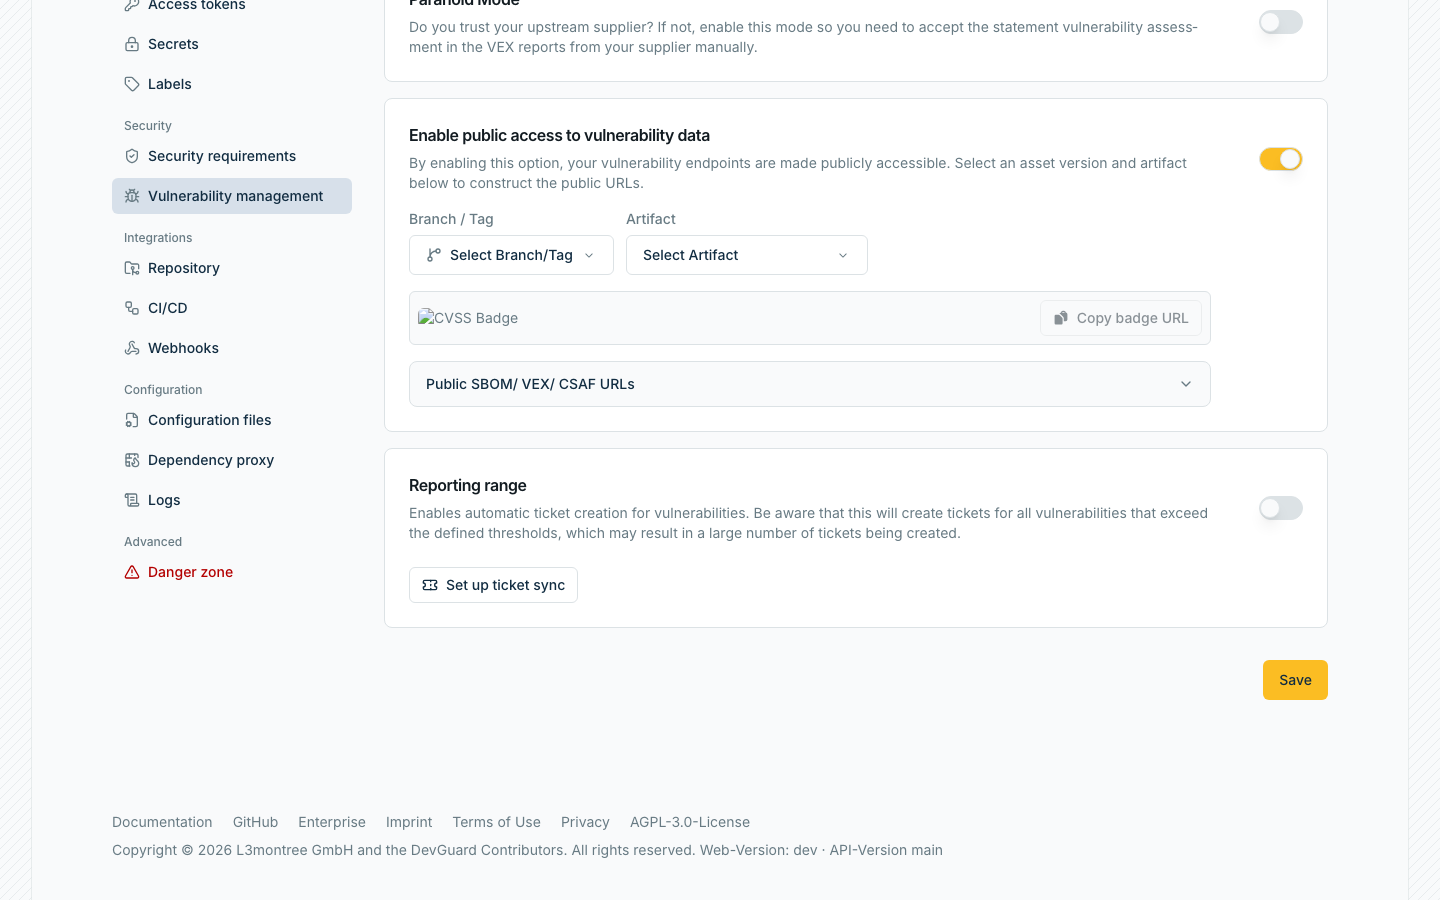 Access tokens
Secrets
Labels
Security
Security requirements
Vulnerability management
Integrations
Repository
CI/CD
Webhooks
Configuration
Configuration files
Dependency proxy
Logs
Advanced
Danger zone
Paranoid Mode
Do you trust your upstream supplier? If not, enable this mode so you need to accept the statement vulnerability assess-
ment in the VEX reports from your supplier manually.
Enable public access to vulnerability data
By enabling this option, your vulnerability endpoints are made publicly accessible. Select an asset version and artifact
below to construct the public URLs.
Branch / Tag
Artifact
Select Branch/Tag
Select Artifact
CVSS Badge
Copy badge URL
Public SBOM/ VEX/ CSAF URLs
Reporting range
Enables automatic ticket creation for vulnerabilities. Be aware that this will create tickets for all vulnerabilities that exceed
the defined thresholds, which may result in a large number of tickets being created.
Set up ticket sync
Save
Documentation GitHub Enterprise Imprint Terms of Use Privacy AGPL-3.0-License
Copyright © 2026 L3montree GmbH and the DevGuard Contributors. All rights reserved. Web-Version: dev · API-Version main